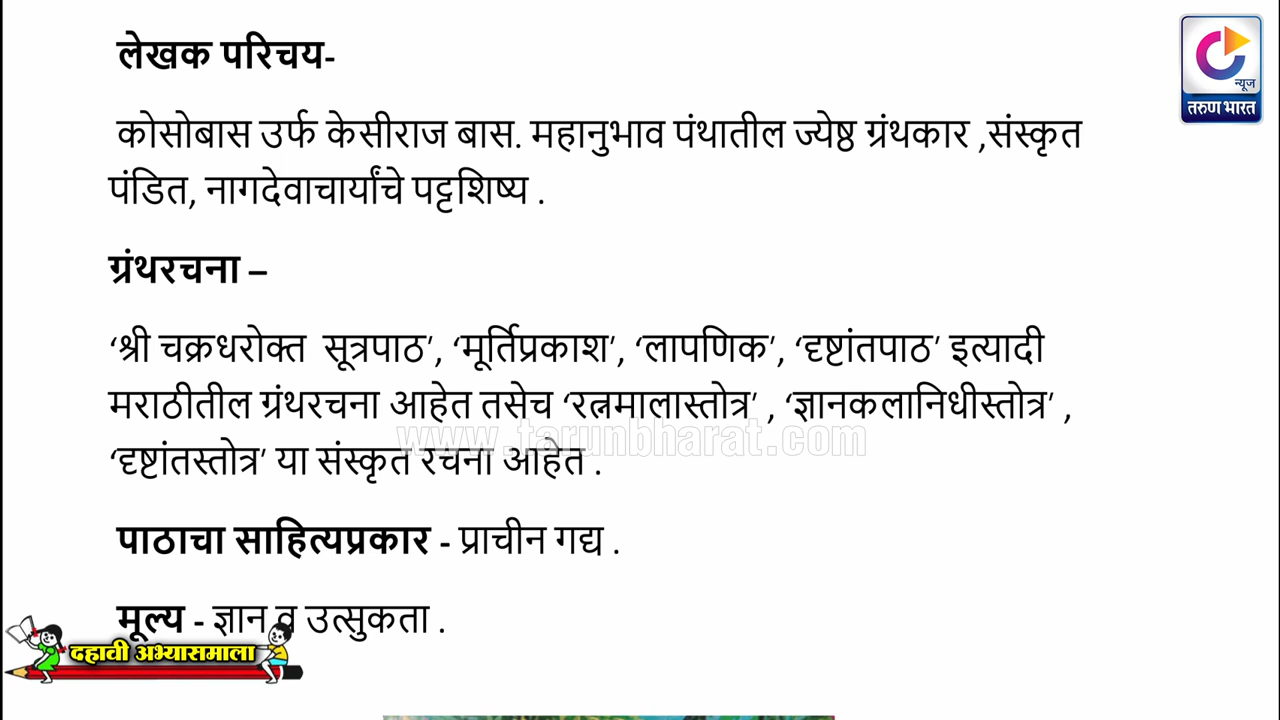 लेखक परिचय-
न्यूज
तरुण भारत
कोसोबास उर्फ केसीराज बास. महानुभाव पंथातील ज्येष्ठ ग्रंथकार ,संस्कृत
पंडित, नागदेवाचार्यांचे पट्टशिष्य .
ग्रंथरचना –
‘श्री चक्रधरोक्त सूत्रपाठ’, ‘मूर्तिप्रकाश’, ‘लापणिक’, ‘दृष्टांतपाठ’ इत्यादी
मराठीतील ग्रंथरचना आहेत तसेच ‘रत्नमालास्तोत्र’ , ‘ज्ञानकलानिधीस्तोत्र’ ,
www.tarunbharat.com
‘दृष्टांतस्तोत्र’ या संस्कृत रचना आहेत .
पाठाचा साहित्यप्रकार - प्राचीन गद्य .
मूल्य - ज्ञान व उत्सुकता .
दहावी अभ्यासमाला